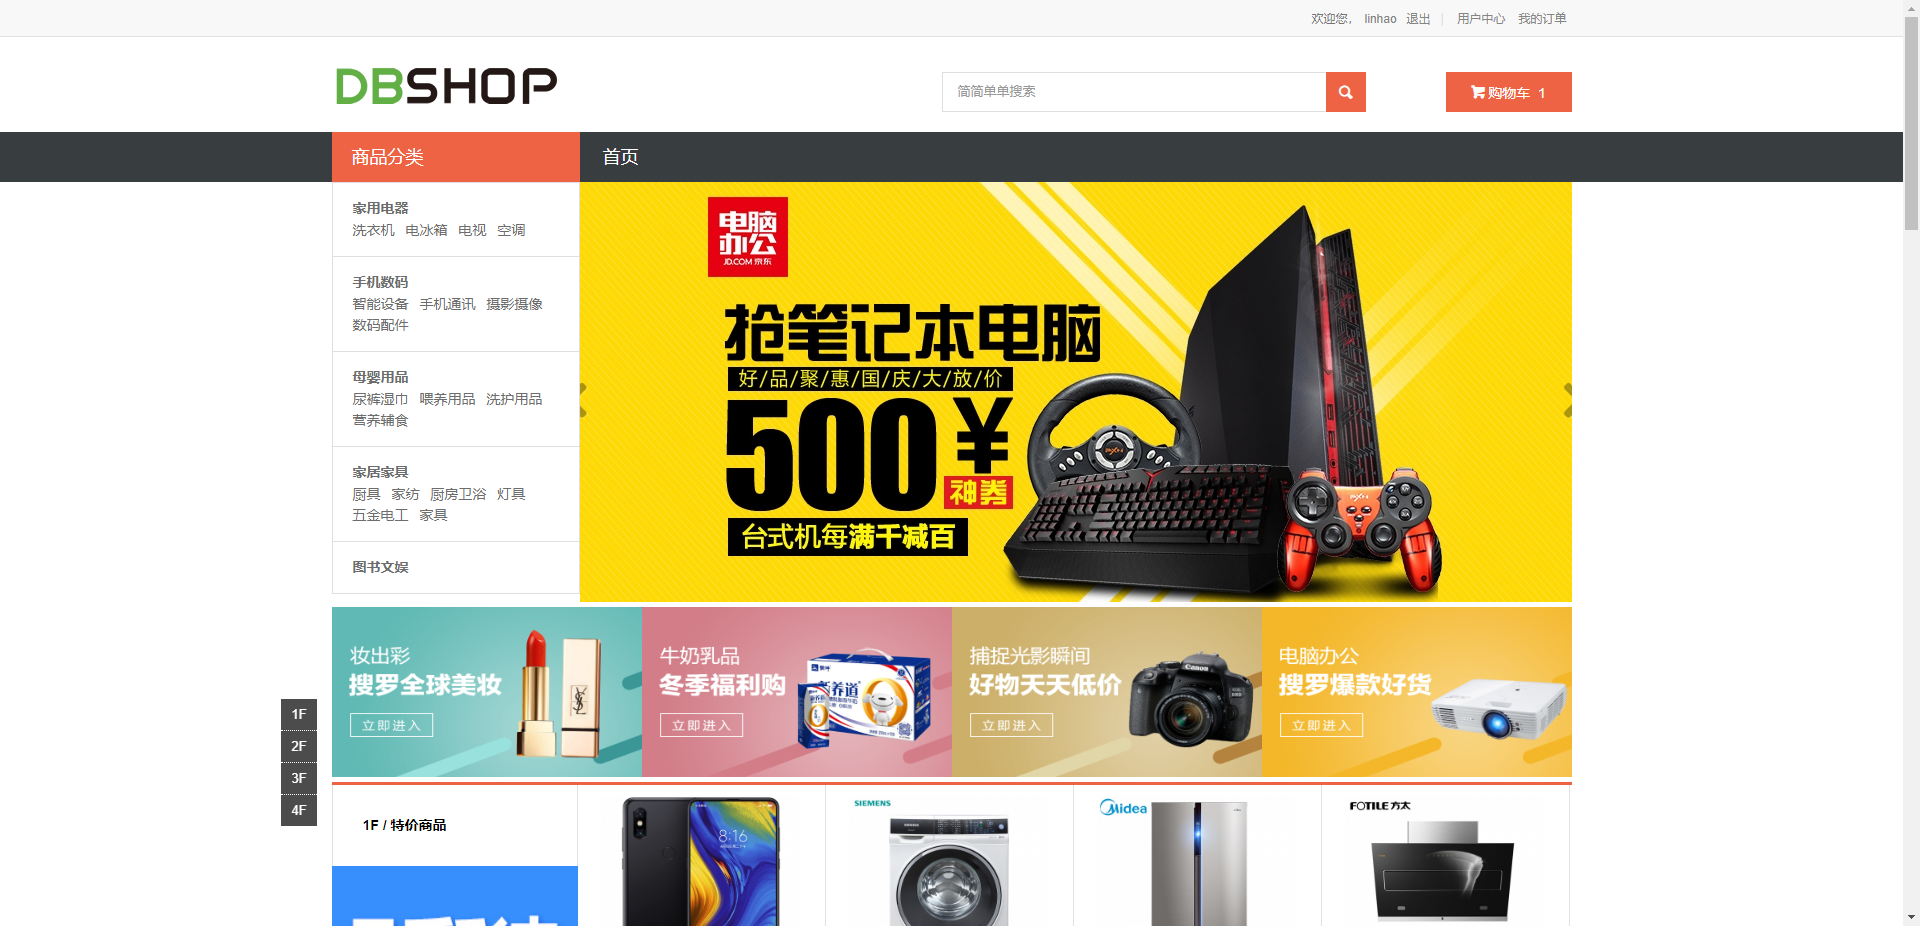 欢迎您， linhao 退出 | 用户中心 我的订单
DBSHOP
简简单单搜索
购物车 1
商品分类
首页
家用电器
洗衣机 电冰箱 电视 空调
手机数码
智能设备 手机通讯 摄影摄像
数码配件
母婴用品
尿裤湿巾 喂养用品 洗护用品
营养辅食
家居家具
厨具 家纺 厨房卫浴 灯具
五金电工 家具
图书文娱
电脑
办公
JD.COM 京东
抢笔记本电脑
好/品/聚/惠/国/庆/大/放/价
500¥
神券
台式机每满千减百
妆出彩
搜罗全球美妆
立即进入
牛奶乳品
冬季福利购
立即进入
养道
捕捉光影瞬间
好物天天低价
立即进入
Canon
电脑办公
搜罗爆款好货
立即进入
1F
2F
3F
4F
1F / 特价商品
8:16
SIEMENS
Midea
FOTILE 方太